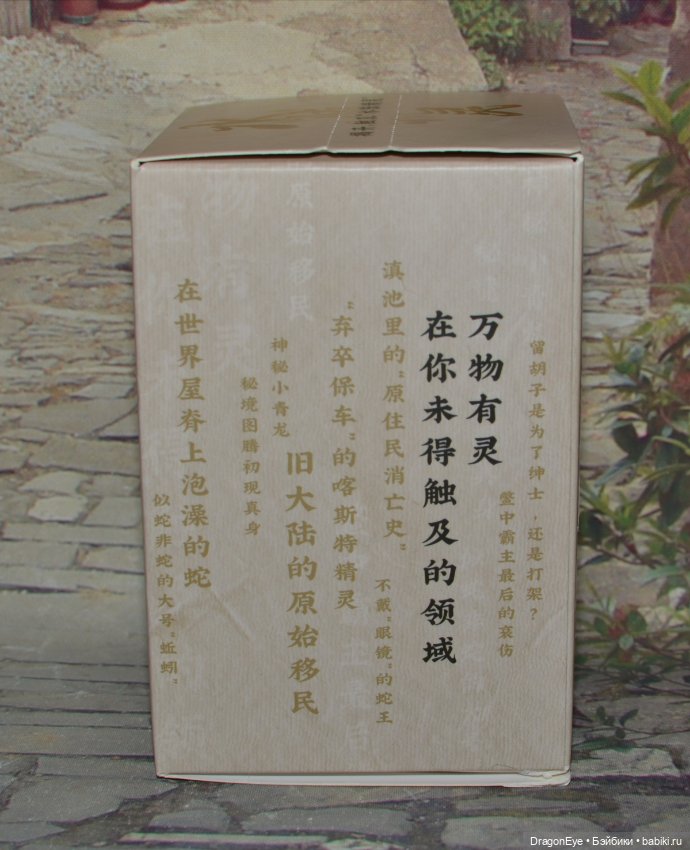 留胡子是为了绅士，还是打架？
鳖中霸主最后的哀伤
万物有灵
在你未得触及的领域
滇池里的“原住民消亡史”
不戴“眼镜”的蛇王
“弃卒保车”的喀斯特精灵
旧大陆的原始移民
神秘小青龙
秘境图腾初现真身
在世界屋脊上泡澡的蛇
似蛇非蛇的大号“蚯蚓”
原始移民
DragonEye • Бэйбики • babiki.ru